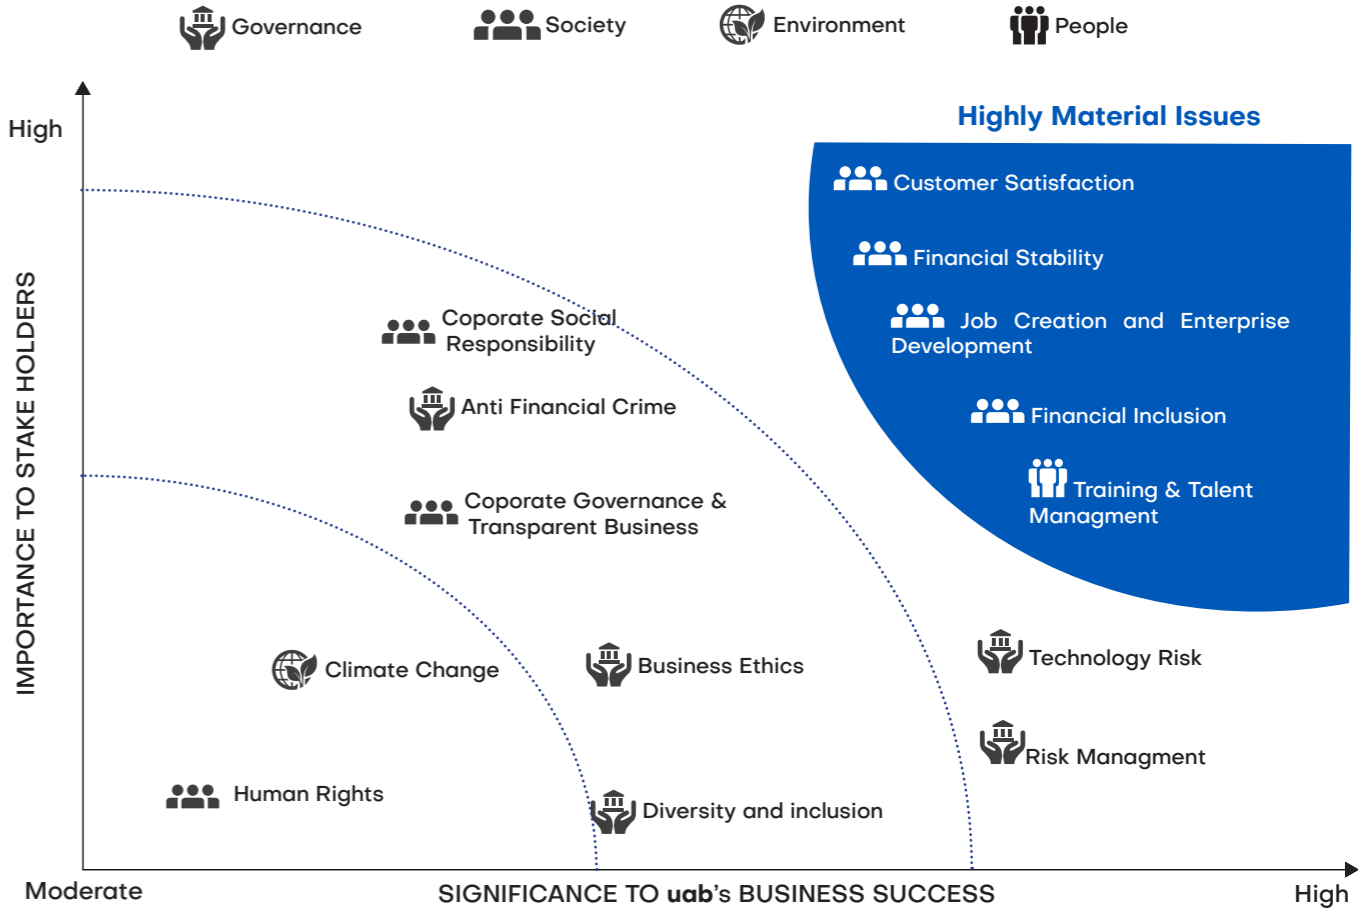 Governance
Society
Environment
People
High
Highly Material Issues
Customer Satisfaction
Financial Stability
Job Creation and Enterprise
Development
Financial Inclusion
Training & Talent
Managment
Coporate Social
Responsibility
Anti Financial Crime
Coporate Governance &
Transparent Business
IMPORTANCE TO STAKE HOLDERS
Climate Change
Business Ethics
Technology Risk
Risk Managment
Human Rights
Diversity and inclusion
Moderate
SIGNIFICANCE TO uab's BUSINESS SUCCESS
High